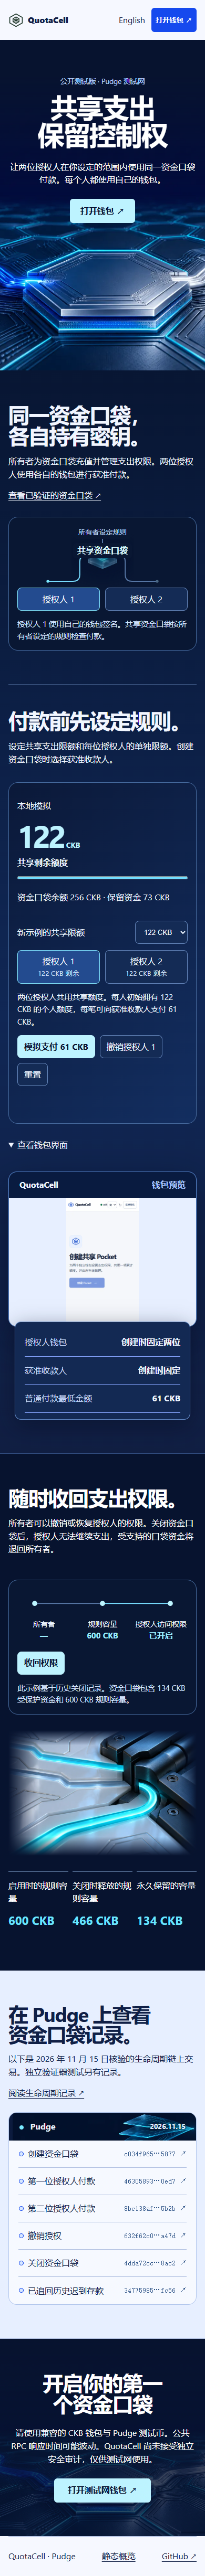 QuotaCell
English
打开钱包 ↗
公开测试版 · Pudge 测试网
共享支出
保留控制权
让两位授权人在你设定的范围内使用同一资金口袋
付款。每个人都使用自己的钱包。
打开钱包 ↗
同一资金口袋，
各自持有密钥。
所有者为资金口袋充值并管理支出权限。两位授权
人使用各自的钱包进行获准付款。
查看已验证的资金口袋 ↗
所有者设定规则
共享资金口袋
授权人 1
授权人 2
授权人 1 使用自己的钱包签名。共享资金口袋按所
有者设定的规则检查付款。
付款前先设定规则。
设定共享支出限额和每位授权人的单独限额。创建
资金口袋时选择获准收款人。
本地模拟
122 CKB
共享剩余额度
资金口袋余额 256 CKB · 保留资金 73 CKB
新示例的共享限额
122 CKB
授权人 1
122 CKB 剩余
授权人 2
122 CKB 剩余
两位授权人共用共享额度。每人初始拥有 122
CKB 的个人额度，每笔可向获准收款人支付 61
CKB。
模拟支付 61 CKB
撤销授权人 1
重置
▼ 查看钱包界面
QuotaCell
钱包预览
QuotaCell
创建共享 Pocket
授权人钱包
创建时固定两位
获准收款人
创建时固定
普通付款最低金额
61 CKB
随时收回支出权限。
所有者可以撤销或恢复授权人的权限。关闭资金口
袋后，授权人无法继续支出，受支持的口袋资金将
退回所有者。
所有者
—
规则容量
600 CKB
授权人访问权限
已开启
收回权限
此示例基于历史关闭记录。资金口袋包含 134 CKB
受保护资金和 600 CKB 规则容量。
启用时的规则容
量
600 CKB
关闭时释放的规
则容量
466 CKB
永久保留的容量
134 CKB
在 Pudge 上查看
资金口袋记录。
以下是 2026 年 11 月 15 日核验的生命周期链上交
易。独立验证器测试另有记录。
阅读生命周期记录 ↗
Pudge
2026.11.15
创建资金口袋
c034f965···5877 ↗
第一位授权人付款
46305893···0ed7 ↗
第二位授权人付款
8bc138af···5b2b ↗
撤销授权
632f62c0···a47d ↗
关闭资金口袋
4dda72cc···8ac2 ↗
已追回历史迟到存款
34775985···fc56 ↗
开启你的第一
个资金口袋
请使用兼容的 CKB 钱包与 Pudge 测试币。公共
RPC 响应时间可能波动。QuotaCell 尚未接受独立
安全审计，仅供测试网使用。
打开测试网钱包 ↗
QuotaCell · Pudge
静态概览
GitHub ↗